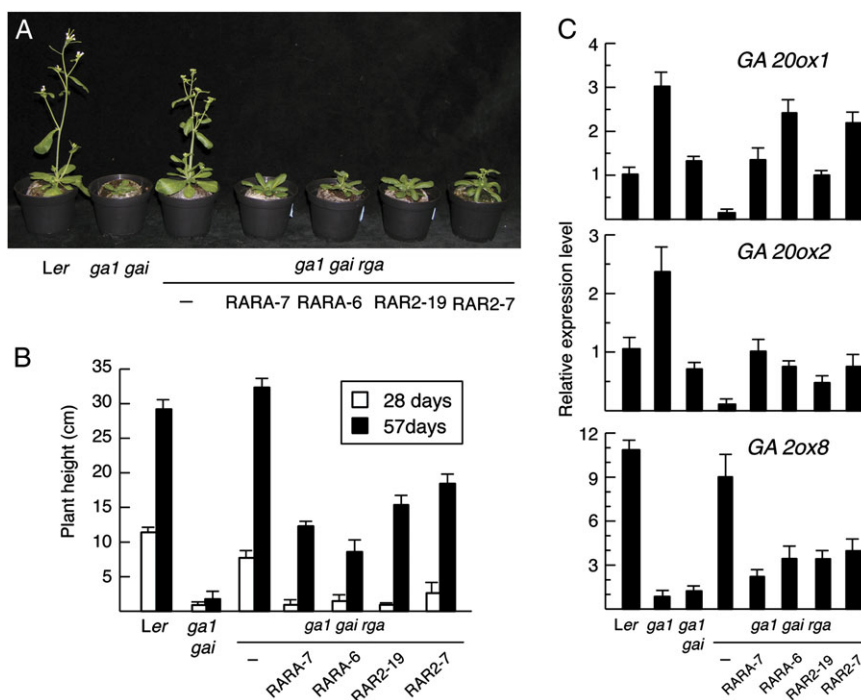 A
Ler ga1 gai ga1 gai rga
– RARA-7 RARA-6 RAR2-19 RAR2-7
B
Plant height (cm)
35
30
25
20
15
10
5
28 days
57days
Ler ga1 gai ga1 gai rga
– RARA-7 RARA-6 RAR2-19 RAR2-7
C
Relative expression level
GA 20ox1
4
3
2
1
GA 20ox2
3
2
1
GA 2ox8
12
9
6
3
Ler ga1 ga1 gai ga1 gai rga
– RARA-7 RARA-6 RAR2-19 RAR2-7